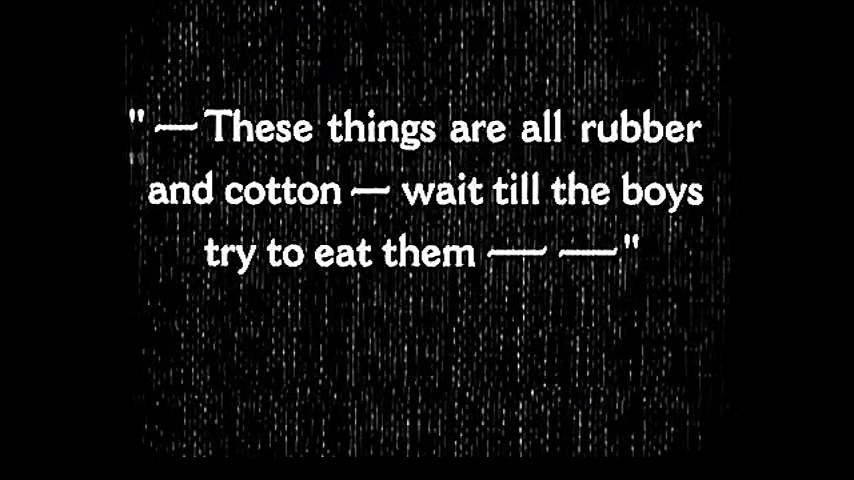 " — These things are all rubber
and cotton — wait till the boys
try to eat them — — "